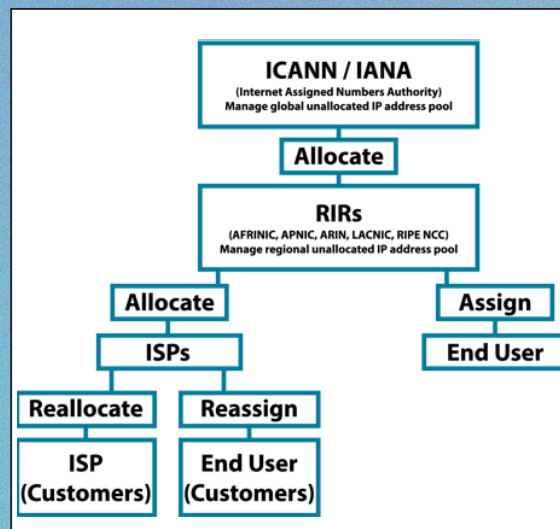 ICANN / IANA
(Internet Assigned Numbers Authority)
Manage global unallocated IP address pool
Allocate
RIRs
(AFRINIC, APNIC, ARIN, LACNIC, RIPE NCC)
Manage regional unallocated IP address pool
Allocate
Assign
ISPs
End User
Reallocate
Reassign
ISP
(Customers)
End User
(Customers)